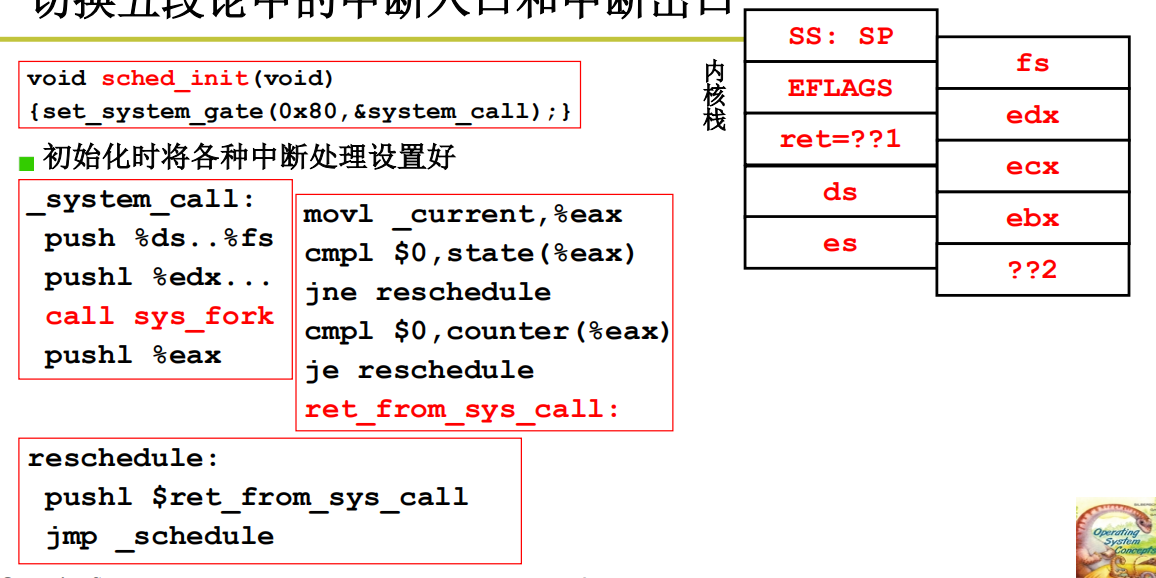 切换五段论中的中断入口和中断出口
void sched_init(void)
{set_system_gate(0x80,&system_call);}
初始化时将各种中断处理设置好
_system_call:
push %ds..%fs
pushl %edx...
call sys_fork
pushl %eax
movl _current,%eax
cmpl $0,state(%eax)
jne reschedule
cmpl $0,counter(%eax)
je reschedule
ret_from_sys_call:
reschedule:
pushl $ret_from_sys_call
jmp _schedule
内核栈
SS: SP
EFLAGS
ret=??1
ds
es
fs
edx
ecx
ebx
??2
Operating
System
Concepts